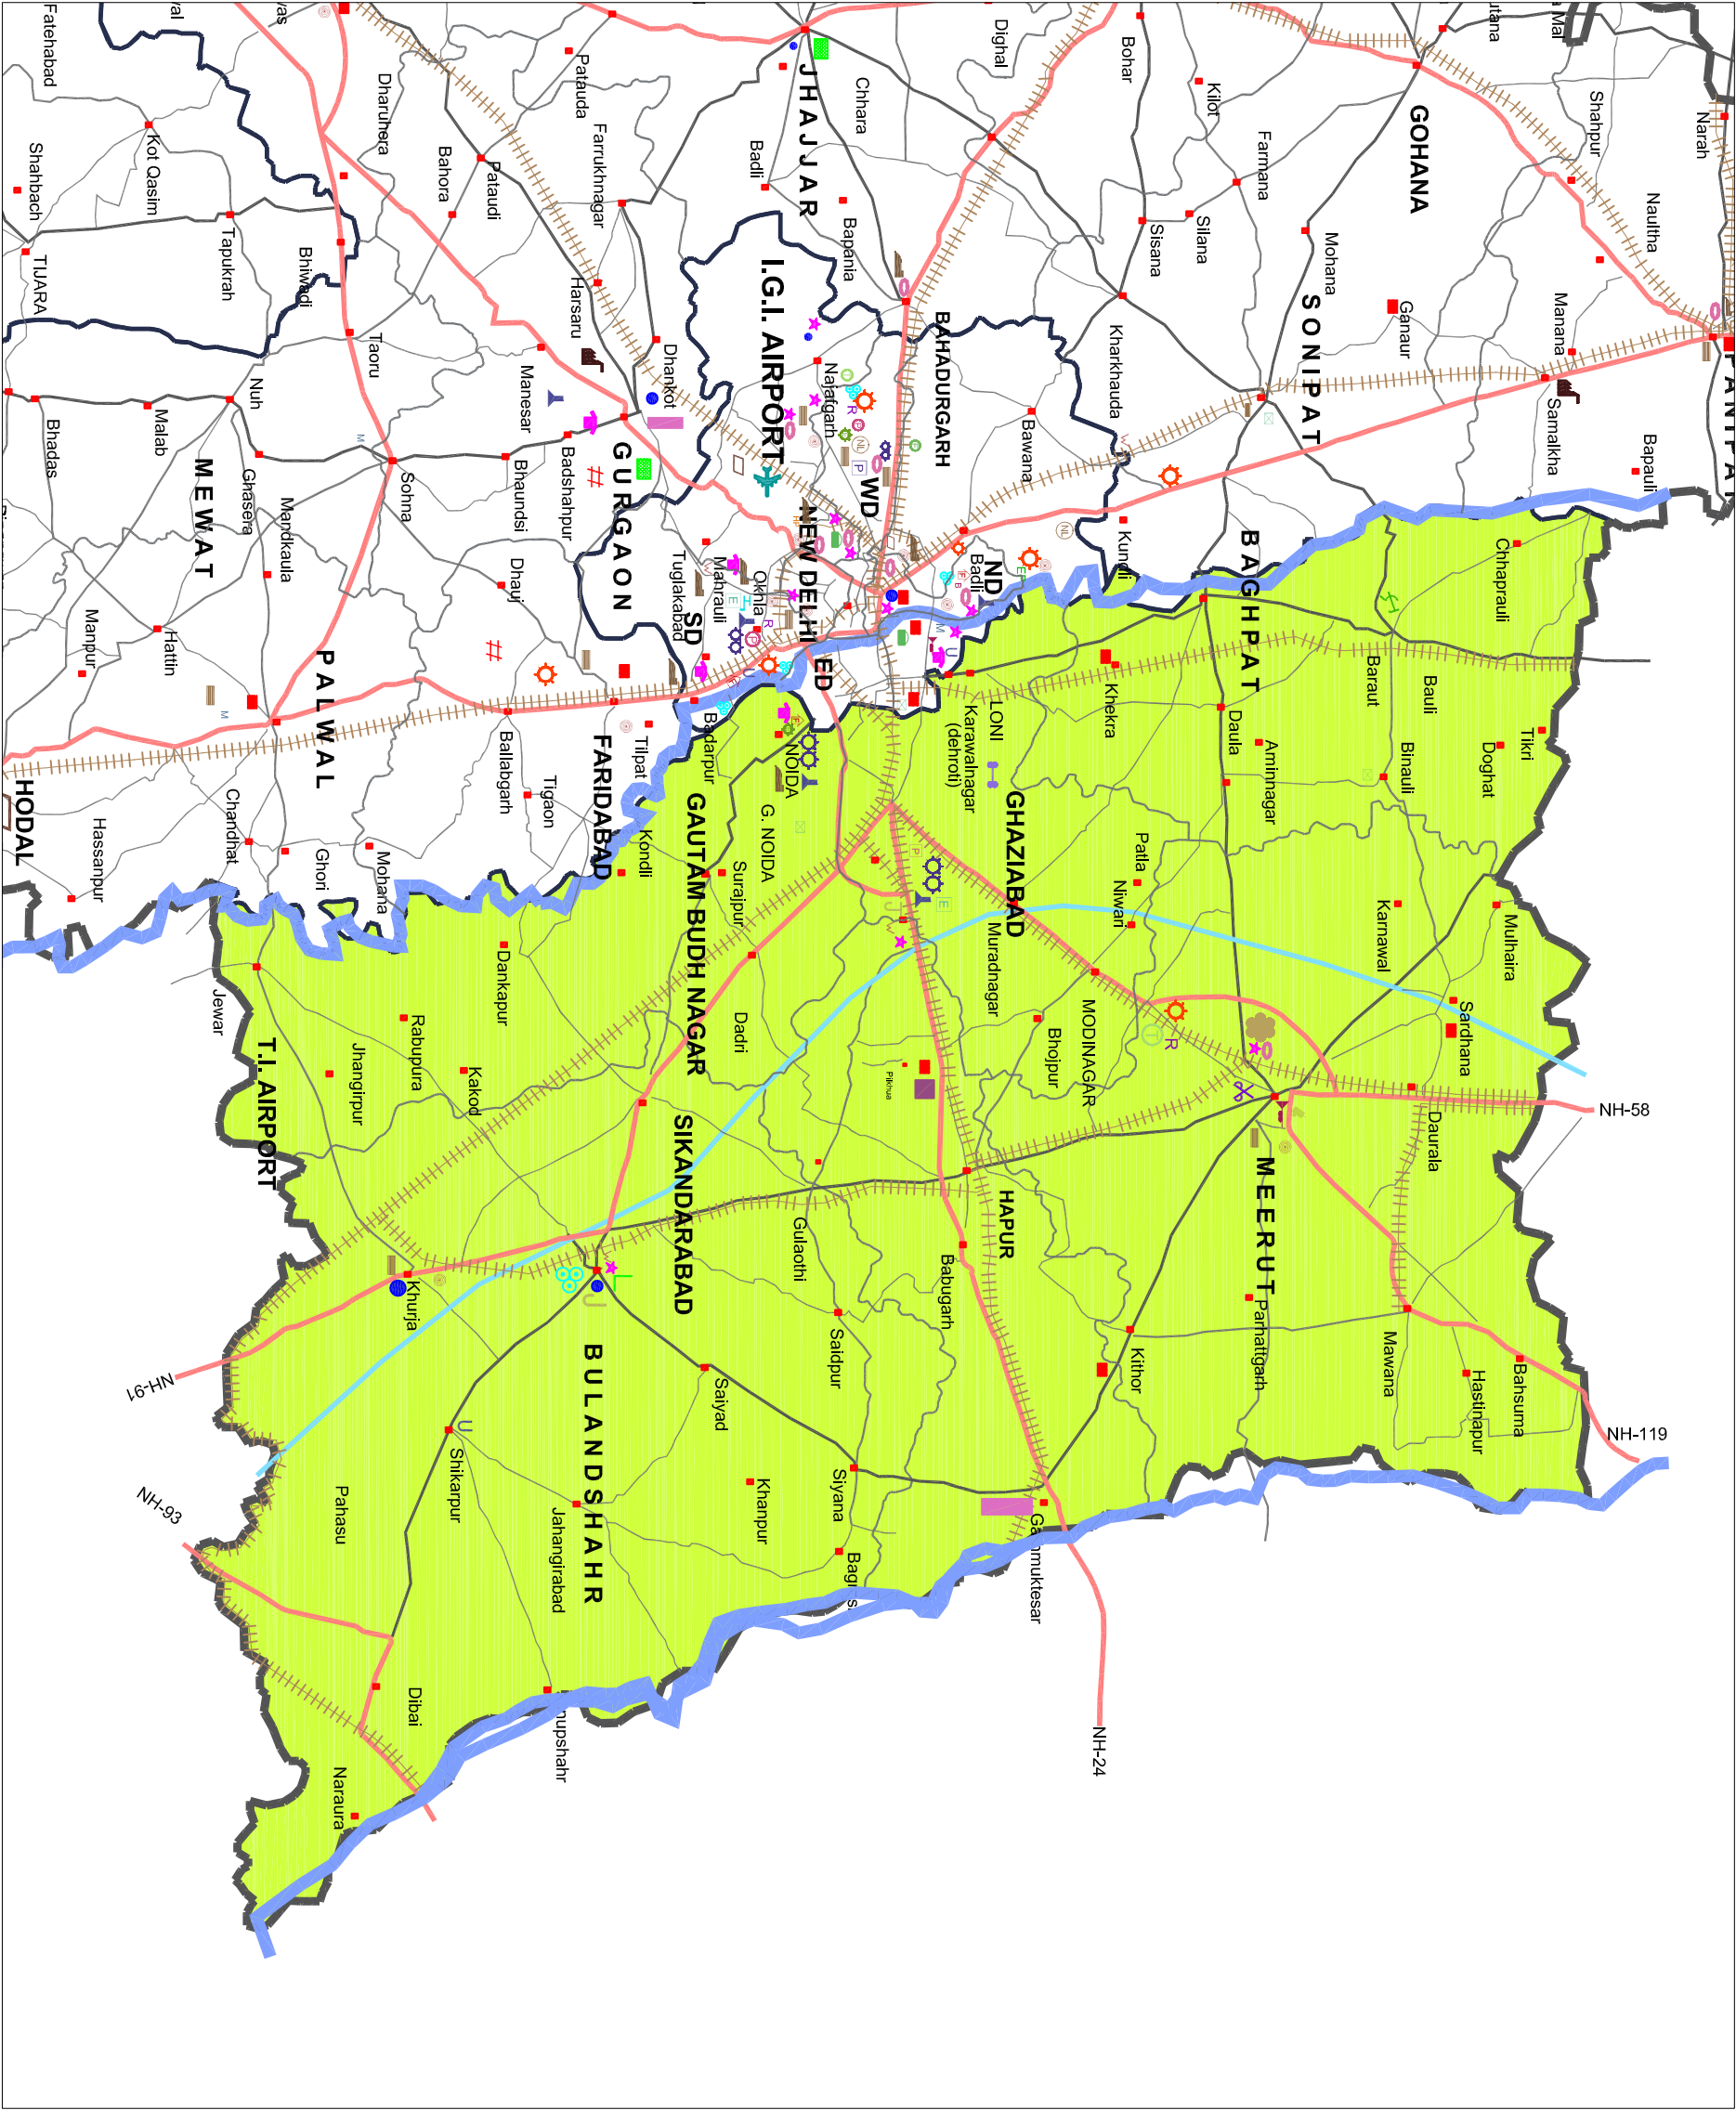 Fatehabad
Shahbach
Kot Qasim
TIJARA
Tapukrah
Bhiwadi
Dharuhera
Bahora
Pataudi
Patauda
Farrukhnagar
Harsaru
Taoru
Nuh
Malab
Bhadas
Ghasera
MEWAT
Mandkaula
Sohna
Manesar
Bhaundsi
Badshahpur
Dhankot
GURGAON
Dhauj
Manpur
Hattin
PALWAL
HODAL
Hassanpur
Chandhat
Ghori
Mohana
Ballabgarh
Tigaon
FARIDABAD
Tilpat
Kondli
JHAJJAR
Chhara
Badli
Bapania
I.G.I. AIRPORT
Najafgarh
BAHADURGARH
WD
NEW DELHI
ND
Badli
SD
ED
Mahrauli
Tuglakabad
Okhla
Badarpur
Dighal
Bohar
Kilot
Farmana
Silana
Sisana
Mohana
Kharkhauda
Bawana
Kundli
SONIPAT
GOHANA
Shahpur
Narah
Naultha
Ganaur
Manana
Samalkha
Bapauli
BAGHPAT
Chhaprauli
Baraut
Bauli
Tikri
Doghat
Binauli
Khekra
Daula
Aminnagar
LONI
Karawalnagar
(dehroti)
NOIDA
G. NOIDA
GHAZIABAD
GAUTAM BUDH NAGAR
Surajpur
Patla
Niwari
Muradnagar
Karnawal
Mulhaira
Sardhana
MODINAGAR
Bhojpur
Dadri
Dankapur
Rabupura
Kakod
Jhangirpur
Jewar
T.I. AIRPORT
Pilkhua
NH-58
Daurala
MEERUT
HAPUR
SIKANDARABAD
Gulaothi
Babugarh
Khurja
Saidpur
Kithor
Parhattgarh
Mawana
Hastinapur
Bahsuma
NH-119
NH-91
NH-93
BULANDSHAHR
Saiyad
Shikarpur
Pahasu
Jahangirabad
Khanpur
Siyana
NH-24
Dibai
Naraura